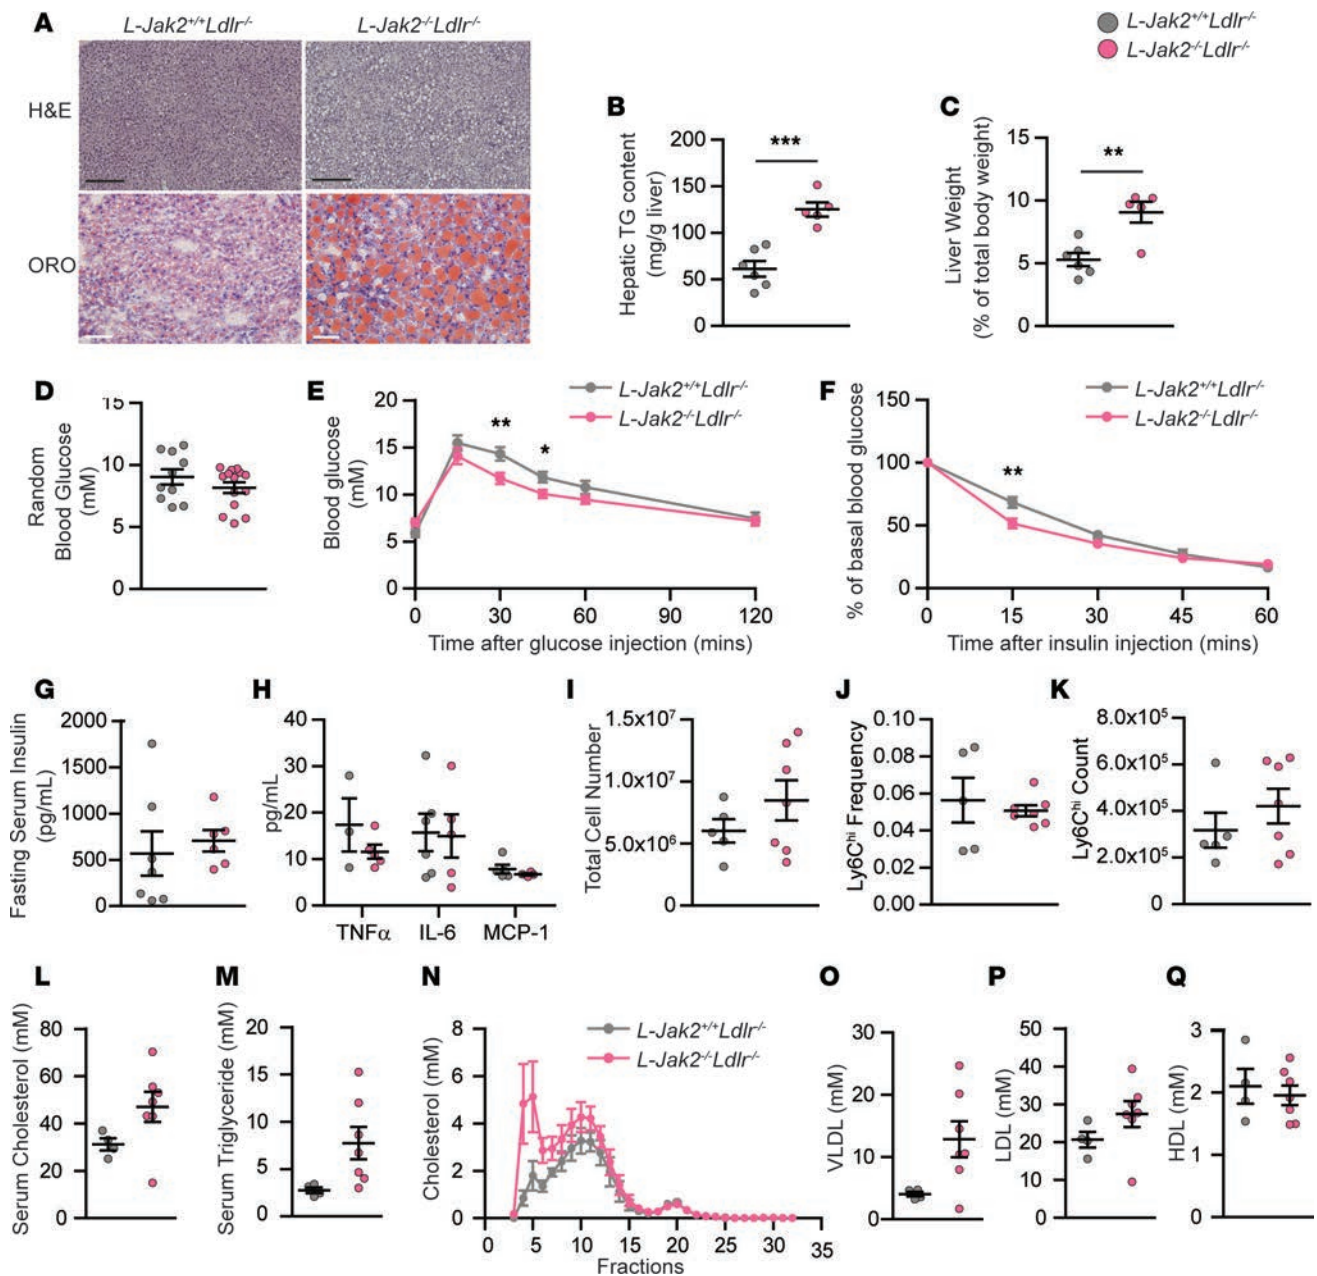 A
L-Jak2+/+Ldlr-/-
L-Jak2-/-Ldlr-/-
H&E
ORO
L-Jak2+/+Ldlr-/-
L-Jak2-/-Ldlr-/-
B
Hepatic TG content
(mg/g liver)
200
150
100
50
0
***
C
Liver Weight
(% of total body weight)
15
10
5
0
**
D
Random
Blood Glucose
(mM)
15
10
5
0
E
L-Jak2+/+Ldlr-/-
L-Jak2-/-Ldlr-/-
Blood glucose
(mM)
20
15
10
5
0
**
*
0 30 60 90 120
Time after glucose injection (mins)
F
L-Jak2+/+Ldlr-/-
L-Jak2-/-Ldlr-/-
% of basal blood glucose
150
100
50
0
**
0 15 30 45 60
Time after insulin injection (mins)
G
Fasting Serum Insulin
(pg/mL)
2000
1500
1000
500
0
H
pg/mL
40
30
20
10
0
TNFα IL-6 MCP-1
I
Total Cell Number
1.5x10⁷
1.0x10⁷
5.0x10⁶
0
J
Ly6Chi Frequency
0.10
0.08
0.06
0.04
0.02
0.00
K
Ly6Chi Count
8.0x10⁵
6.0x10⁵
4.0x10⁵
2.0x10⁵
0
L
Serum Cholesterol (mM)
80
60
40
20
0
M
Serum Triglyceride (mM)
20
15
10
5
0
N
L-Jak2+/+Ldlr-/-
L-Jak2-/-Ldlr-/-
Cholesterol (mM)
8
6
4
2
0
0 5 10 15 20 25 30 35
Fractions
O
VLDL (mM)
30
20
10
0
P
LDL (mM)
50
40
30
20
10
0
Q
HDL (mM)
3
2
1
0